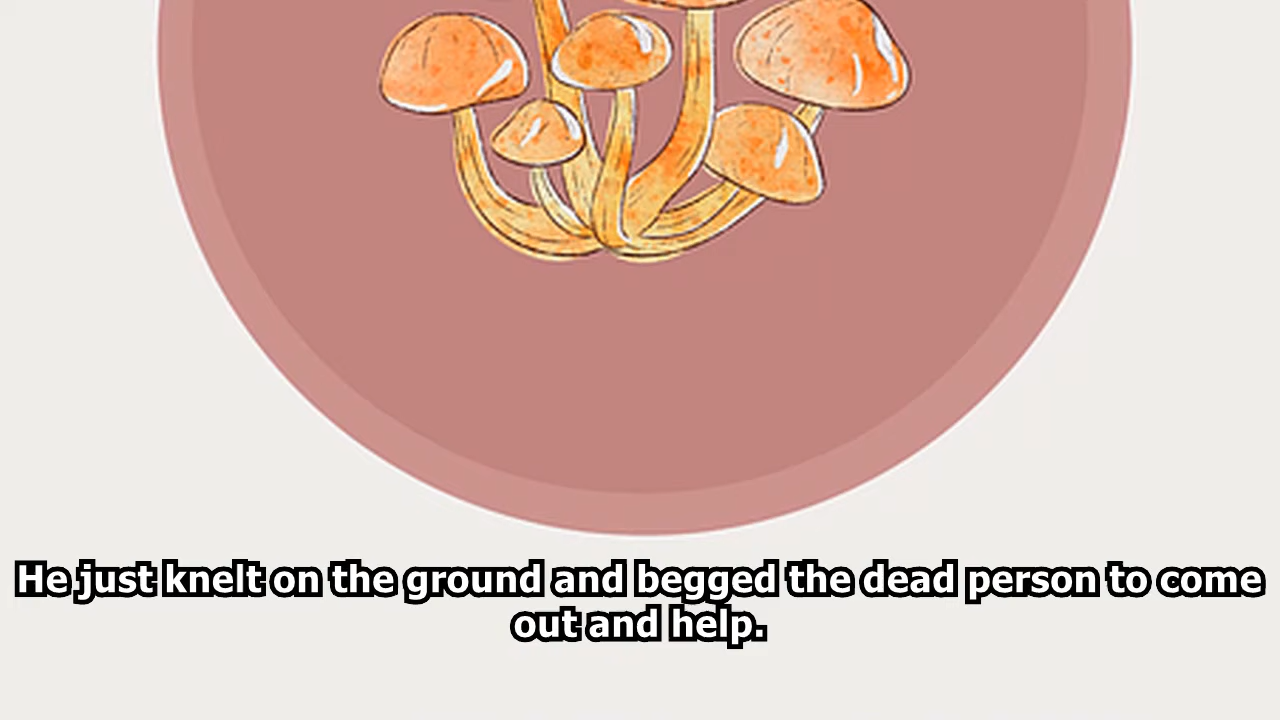 He just knelt on the ground and begged the dead person to come
out and help.